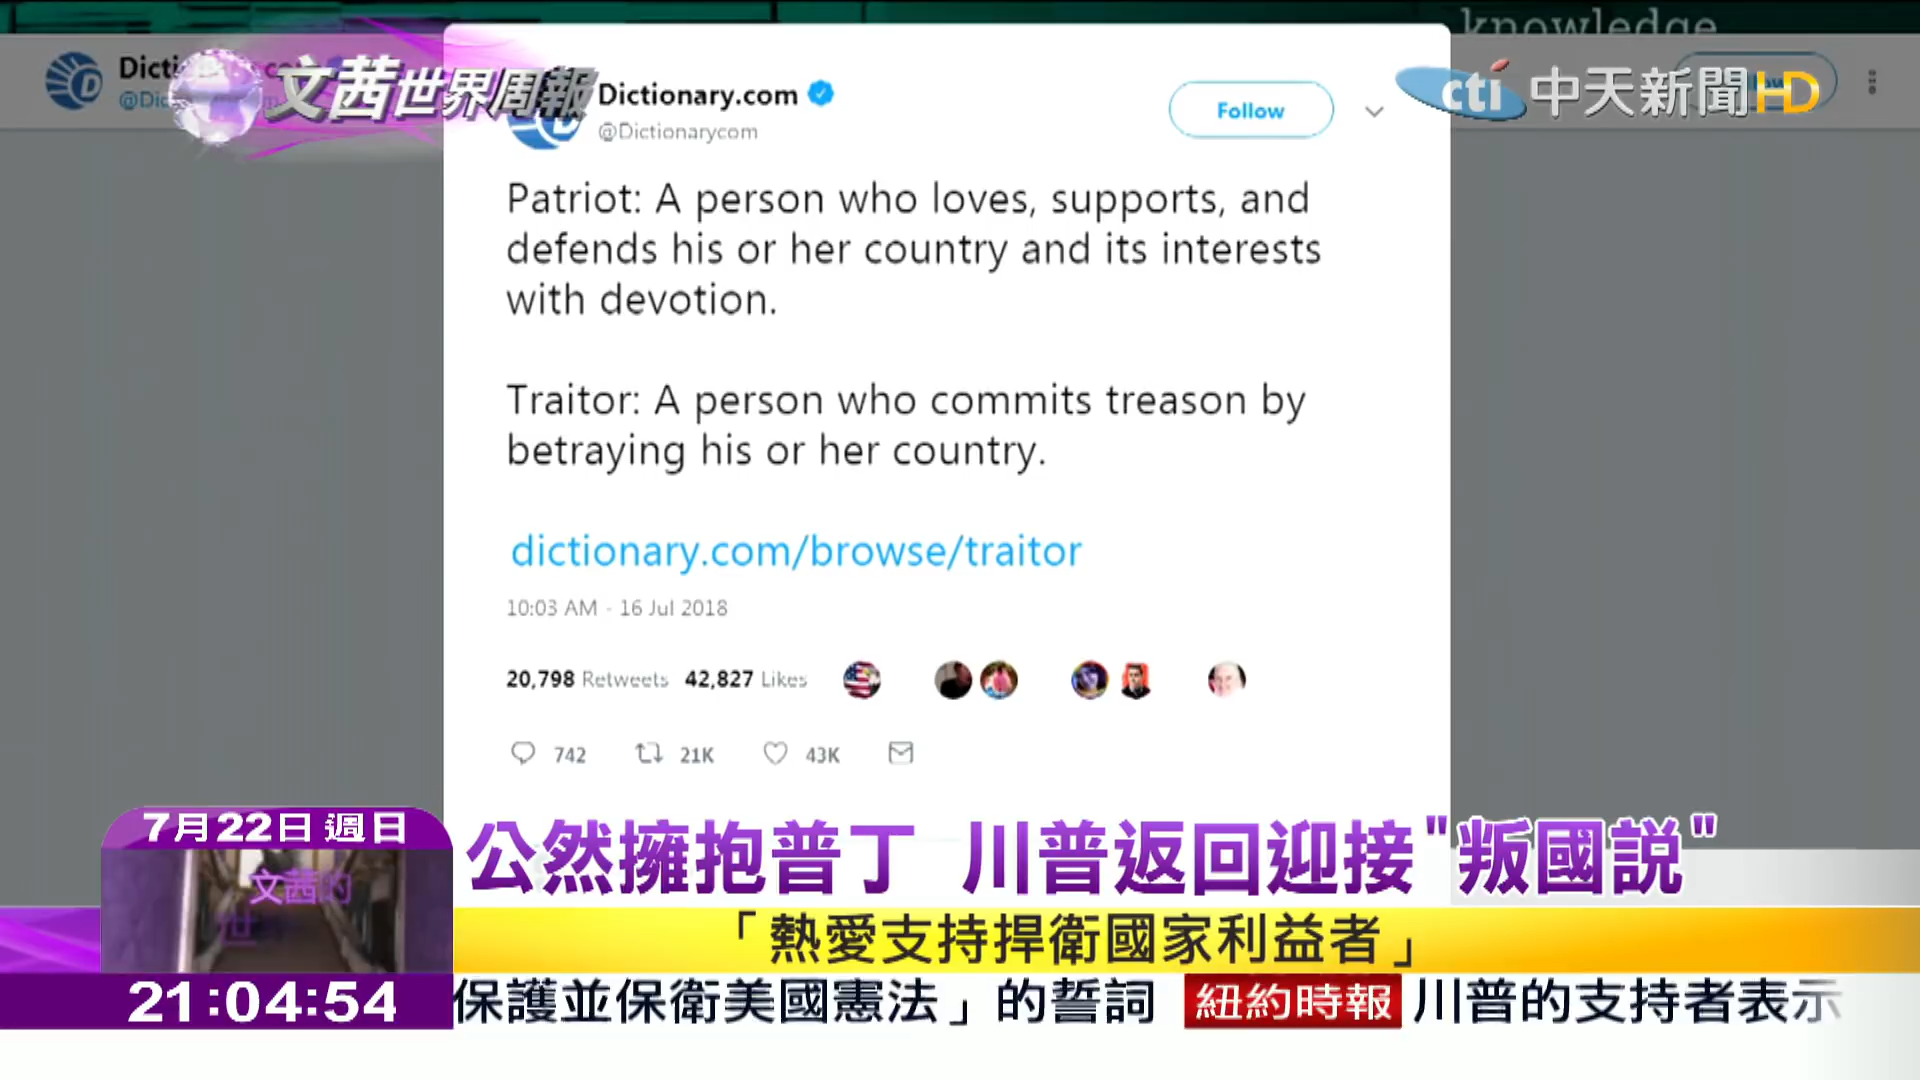 knowledge
文茜世界周報
Dictionary.com
@Dictionarycom
Follow
cti 中天新聞HD
Patriot: A person who loves, supports, and
defends his or her country and its interests
with devotion.
Traitor: A person who commits treason by
betraying his or her country.
dictionary.com/browse/traitor
10:03 AM - 16 Jul 2018
20,798 Retweets 42,827 Likes
742 21K 43K
7月22日 週日
公然擁抱普丁 川普返回迎接"叛國説"
文茜的
世
「熱愛支持捍衛國家利益者」
21:04:54
保護並保衛美國憲法」的誓詞 紐約時報 川普的支持者表示